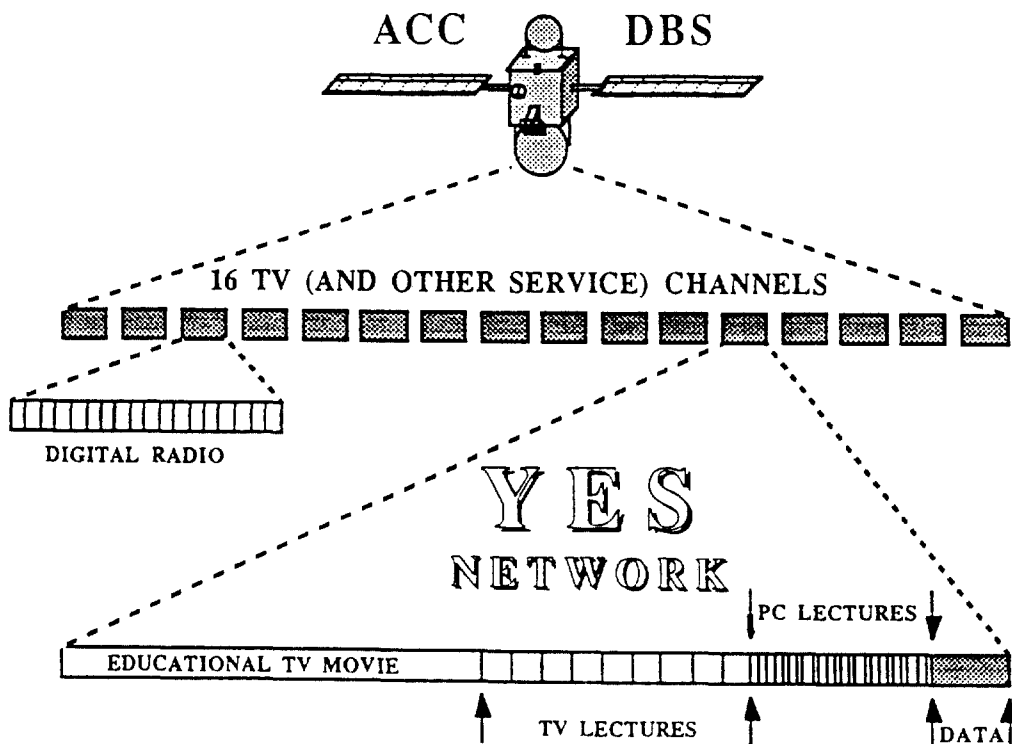 ACC DBS
16 TV (AND OTHER SERVICE) CHANNELS
DIGITAL RADIO
YES
NETWORK
PC LECTURES
EDUCATIONAL TV MOVIE
TV LECTURES
DATA